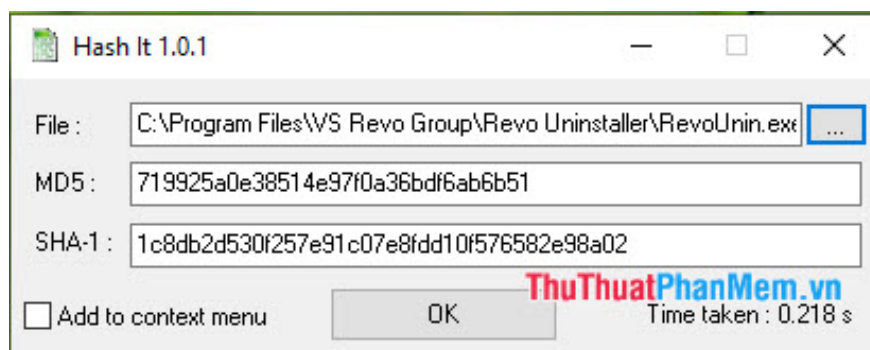 Hash It 1.0.1
File : C:\Program Files\VS Revo Group\Revo Uninstaller\RevoUnin.exe ...
MD5 : 719925a0e38514e97f0a36bdf6ab6b51
SHA-1 : 1c8db2d530f257e91c07e8fdd10f576582e98a02
ThuThuatPhanMem.vn
Add to context menu OK Time taken : 0.218 s